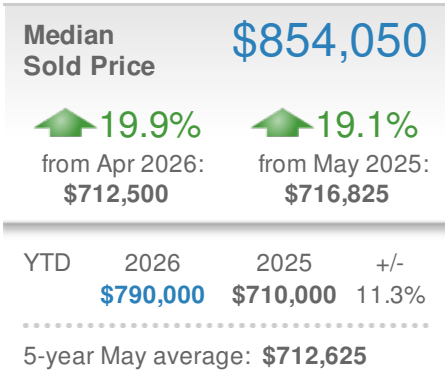 Median $854,050
Sold Price
19.9% 19.1%
from Apr 2026: from May 2025:
$712,500 $716,825
YTD 2026 2025 +/-
$790,000 $710,000 11.3%
5-year May average: $712,625